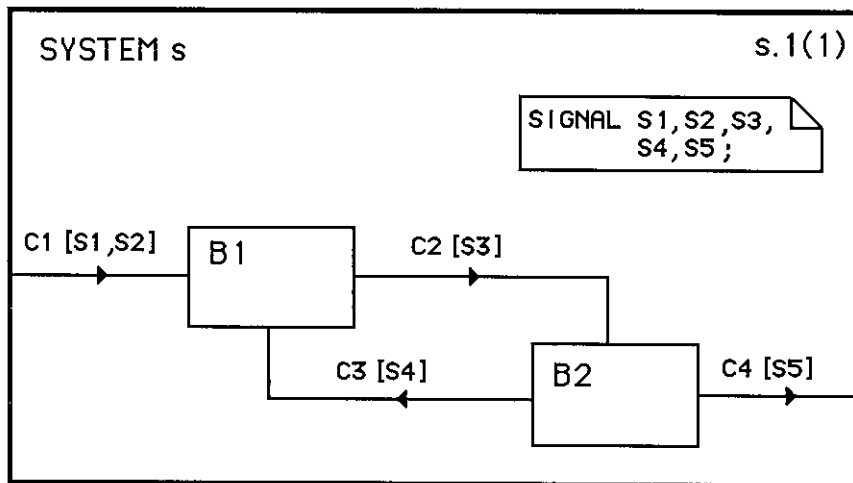 SYSTEM s
s.1(1)
SIGNAL S1,S2,S3,
S4,S5;
C1 [S1,S2]
B1
C2 [S3]
C3 [S4]
B2
C4 [S5]